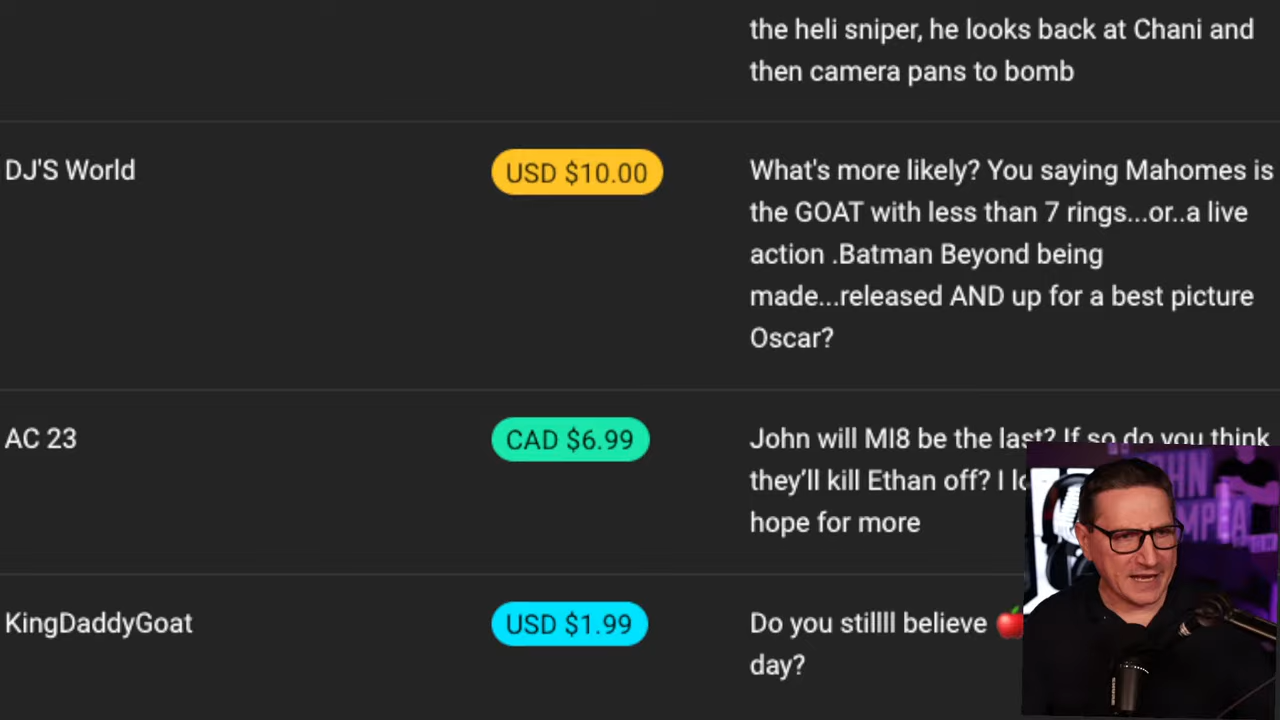 the heli sniper, he looks back at Chani and
then camera pans to bomb
DJ'S World
USD $10.00
What's more likely? You saying Mahomes is
the GOAT with less than 7 rings...or..a live
action .Batman Beyond being
made...released AND up for a best picture
Oscar?
AC 23
CAD $6.99
John will MI8 be the last? If so do you think
they'll kill Ethan off? I
hope for more
KingDaddyGoat
USD $1.99
Do you stillll believe 🍎
day?